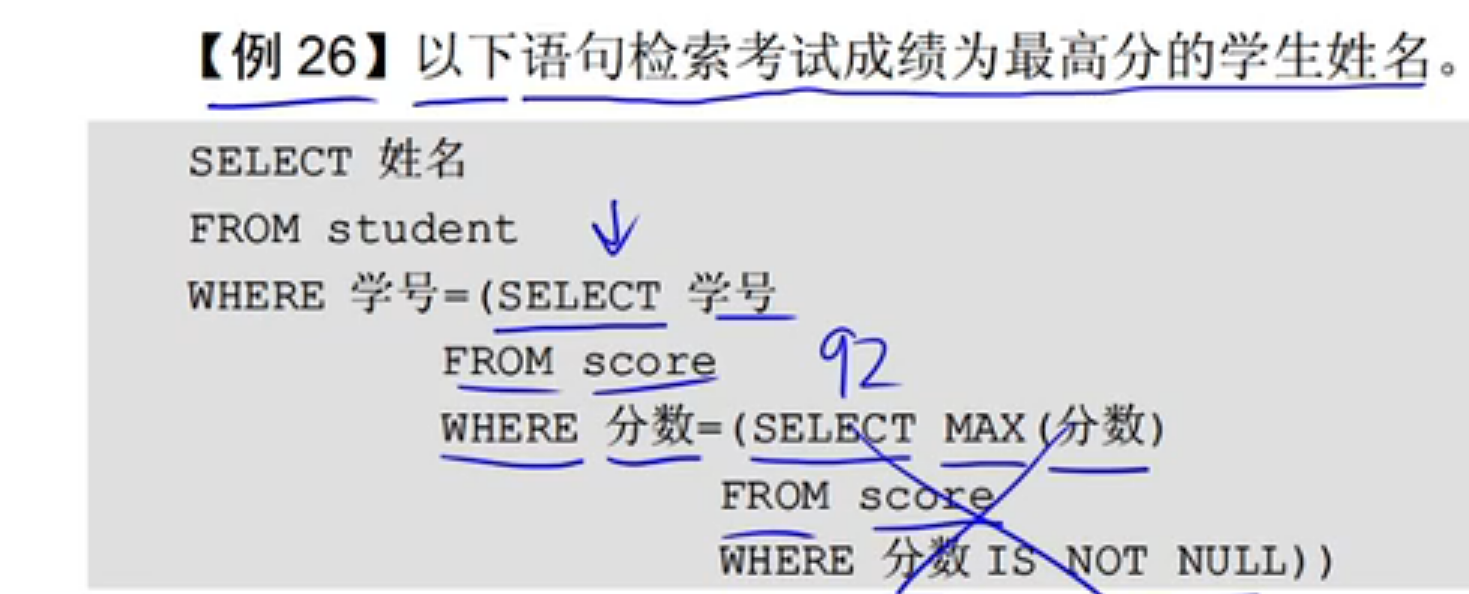 【例 26】以下语句检索考试成绩为最高分的学生姓名。
SELECT 姓名
FROM student
WHERE 学号=(SELECT 学号
FROM score
92
WHERE 分数=(SELECT MAX(分数)
FROM score
WHERE 分数 IS NOT NULL))